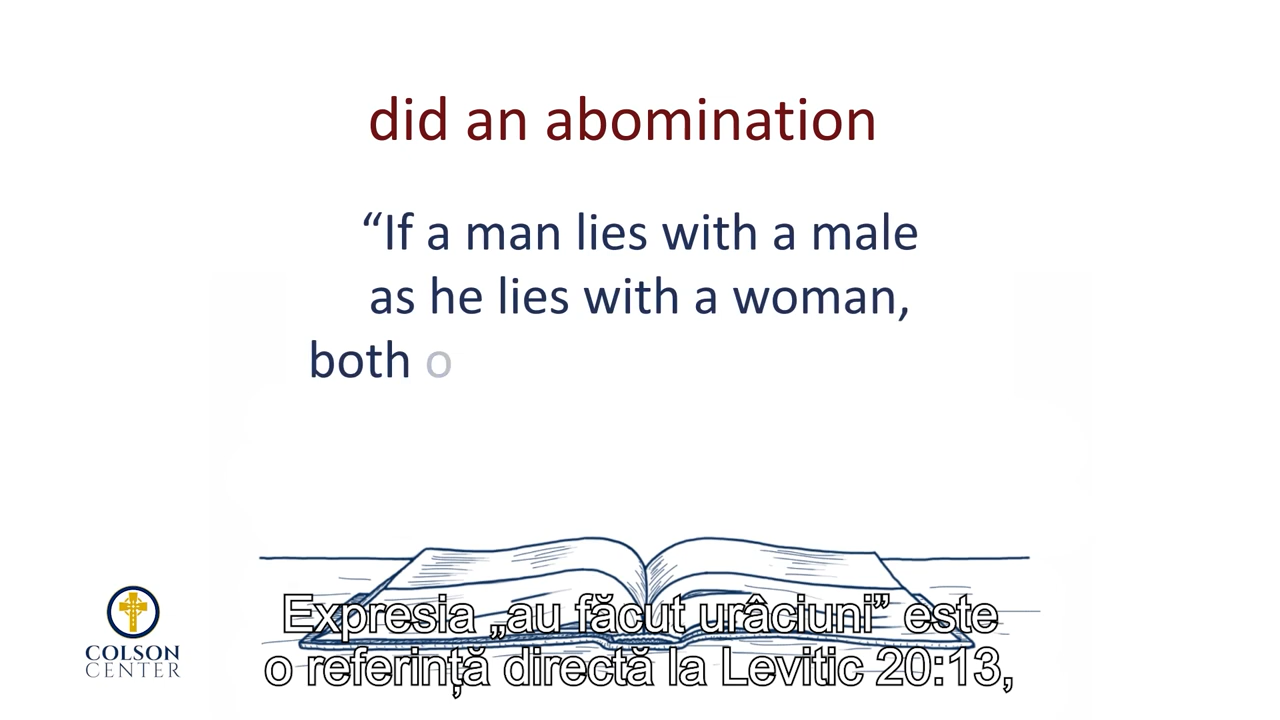 did an abomination
“If a man lies with a male
as he lies with a woman,
both o
COLSON
CENTER
Expresia „au făcut urâciuni” este
o referință directă la Levitic 20:13,